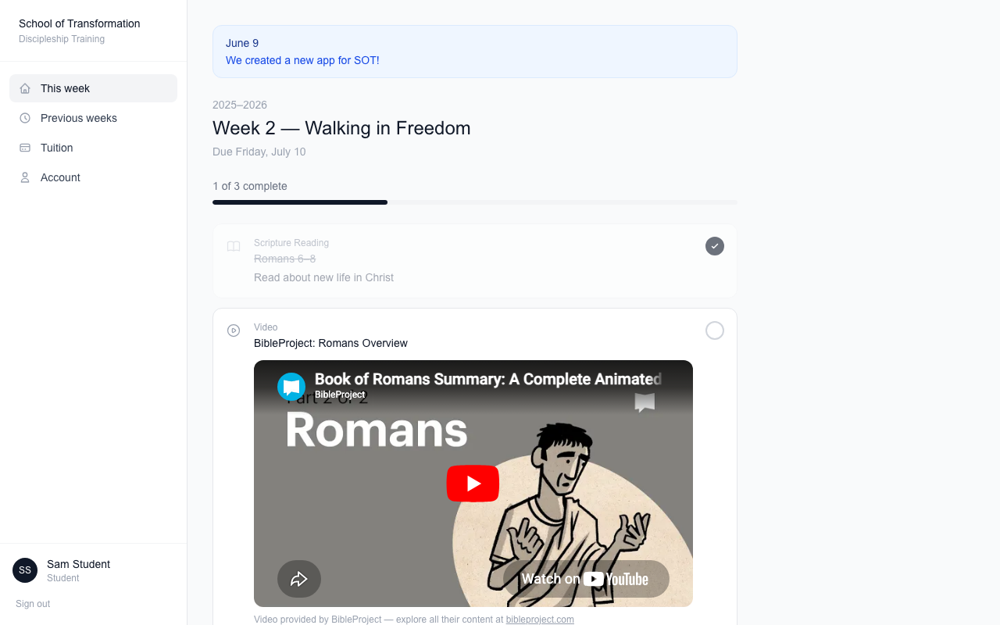 School of Transformation
Discipleship Training
This week
Previous weeks
Tuition
Account
SS
Sam Student
Student
Sign out
June 9
We created a new app for SOT!
2025–2026
Week 2 — Walking in Freedom
Due Friday, July 10
1 of 3 complete
Scripture Reading
Romans 6–8
Read about new life in Christ
Video
BibleProject: Romans Overview
Book of Romans Summary: A Complete Animated
BibleProject
Part 2 of 2
Romans
Watch on YouTube
Video provided by BibleProject — explore all their content at bibleproject.com